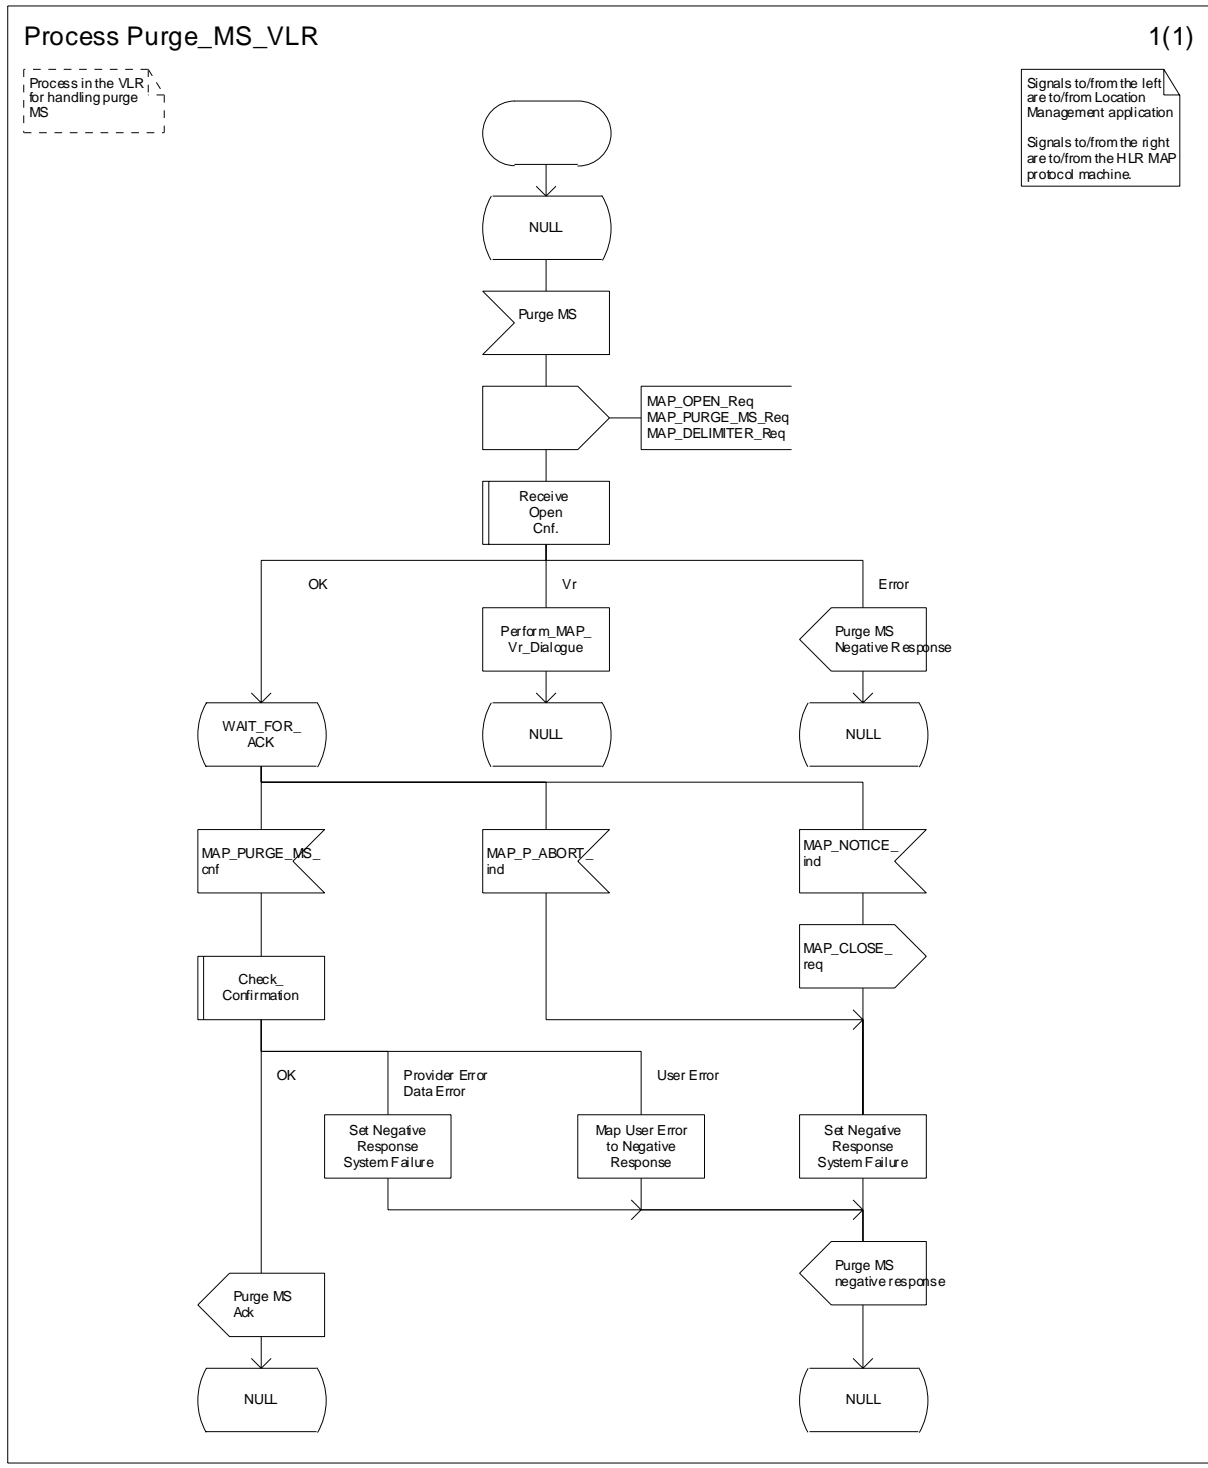 Process Purge_MS_VLR
1(1)
Process in the VLR
for handling purge
MS
Signals to/from the left
are to/from Location
Management application
Signals to/from the right
are to/from the HLR MAP
protocol machine.
NULL
Purge MS
MAP_OPEN_Req
MAP_PURGE_MS_Req
MAP_DELIMITER_Req
Receive
Open
Cnf.
OK
Vr
Error
Perform_MAP_
Vr_Dialogue
Purge MS
Negative Response
WAIT_FOR_
ACK
NULL
NULL
MAP_PURGE_MS_
cnf
MAP_P_ABORT_
ind
MAP_NOTICE_
ind
MAP_CLOSE_
req
Check_
Confirmation
OK
Provider Error
Data Error
User Error
Set Negative
Response
System Failure
Map User Error
to Negative
Response
Set Negative
Response
System Failure
Purge MS
negative response
Purge MS
Ack
NULL
NULL